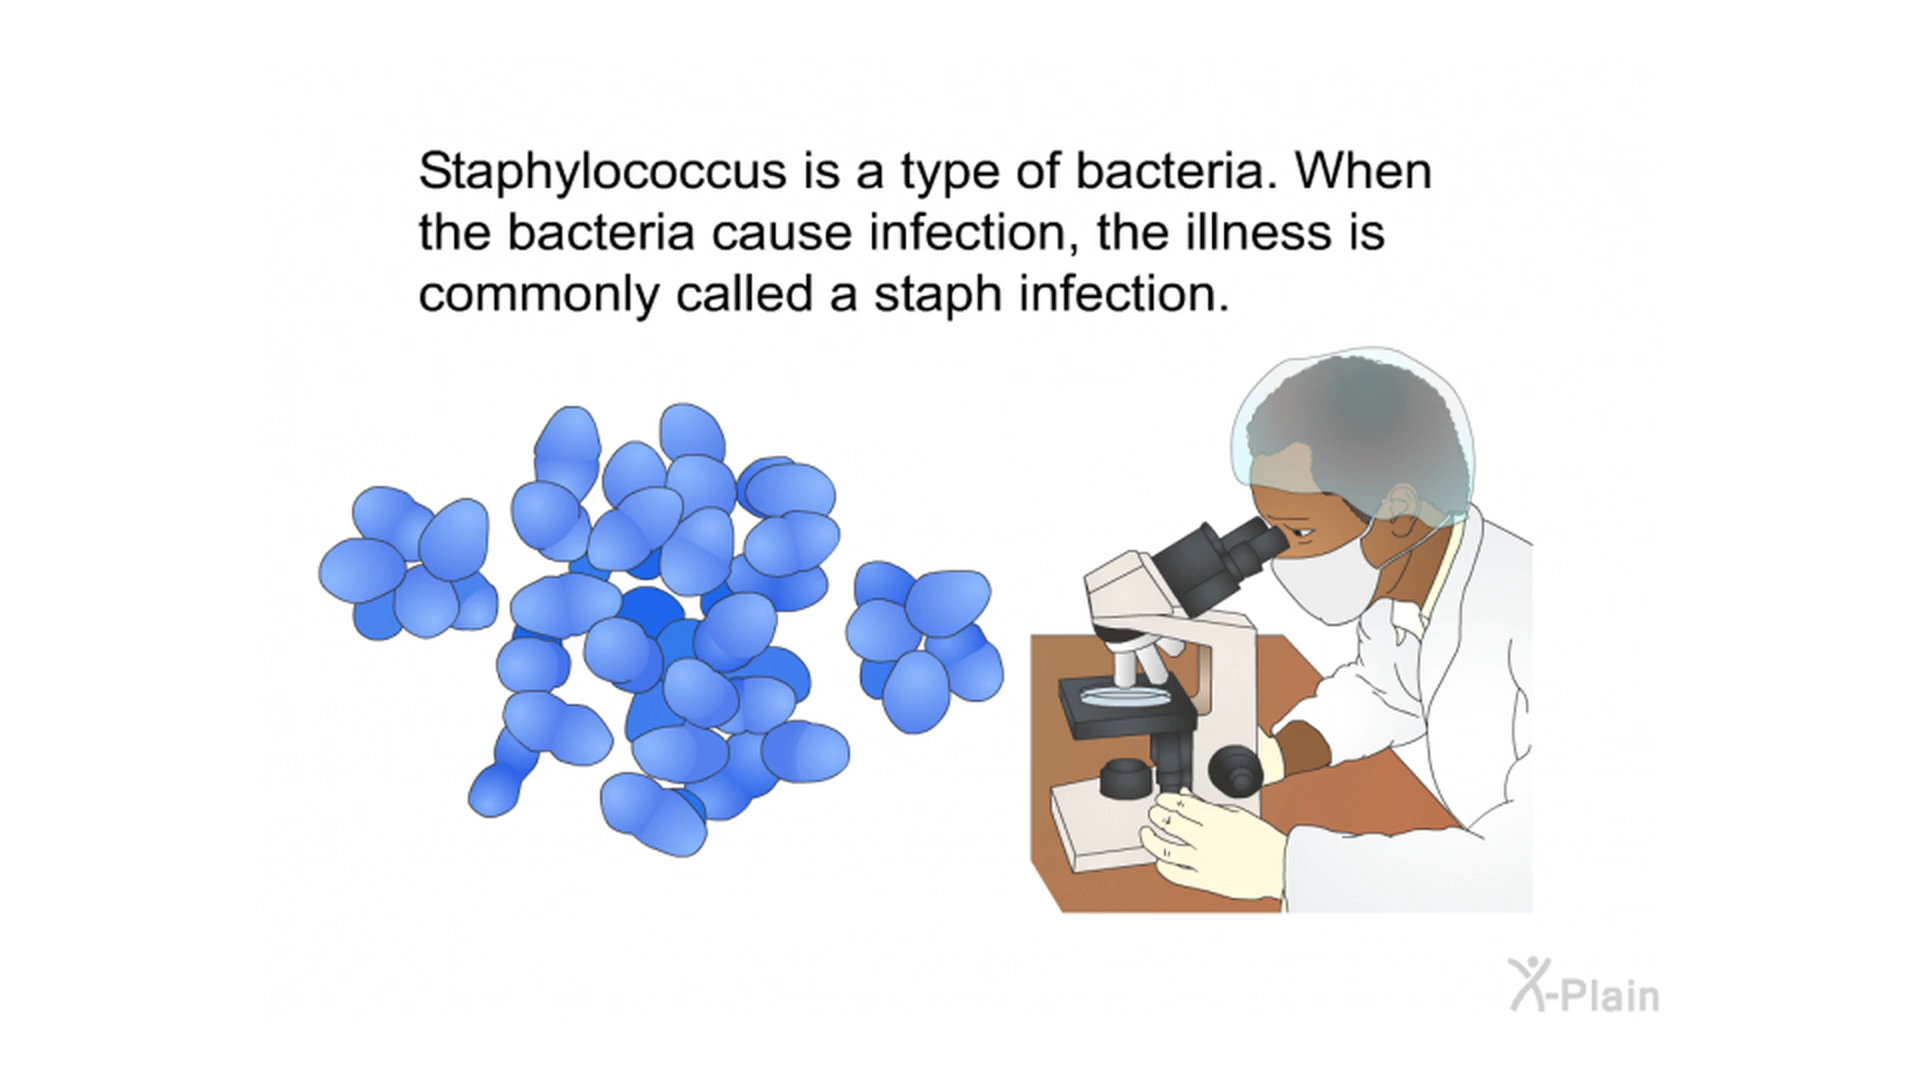 Staphylococcus is a type of bacteria. When
the bacteria cause infection, the illness is
commonly called a staph infection.
X-Plain